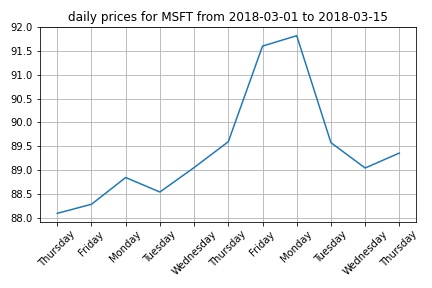 daily prices for MSFT from 2018-03-01 to 2018-03-15
92.0
91.5
91.0
90.5
90.0
89.5
89.0
88.5
88.0
Thursday
Friday
Monday
Tuesday
Wednesday
Thursday
Friday
Monday
Tuesday
Wednesday
Thursday